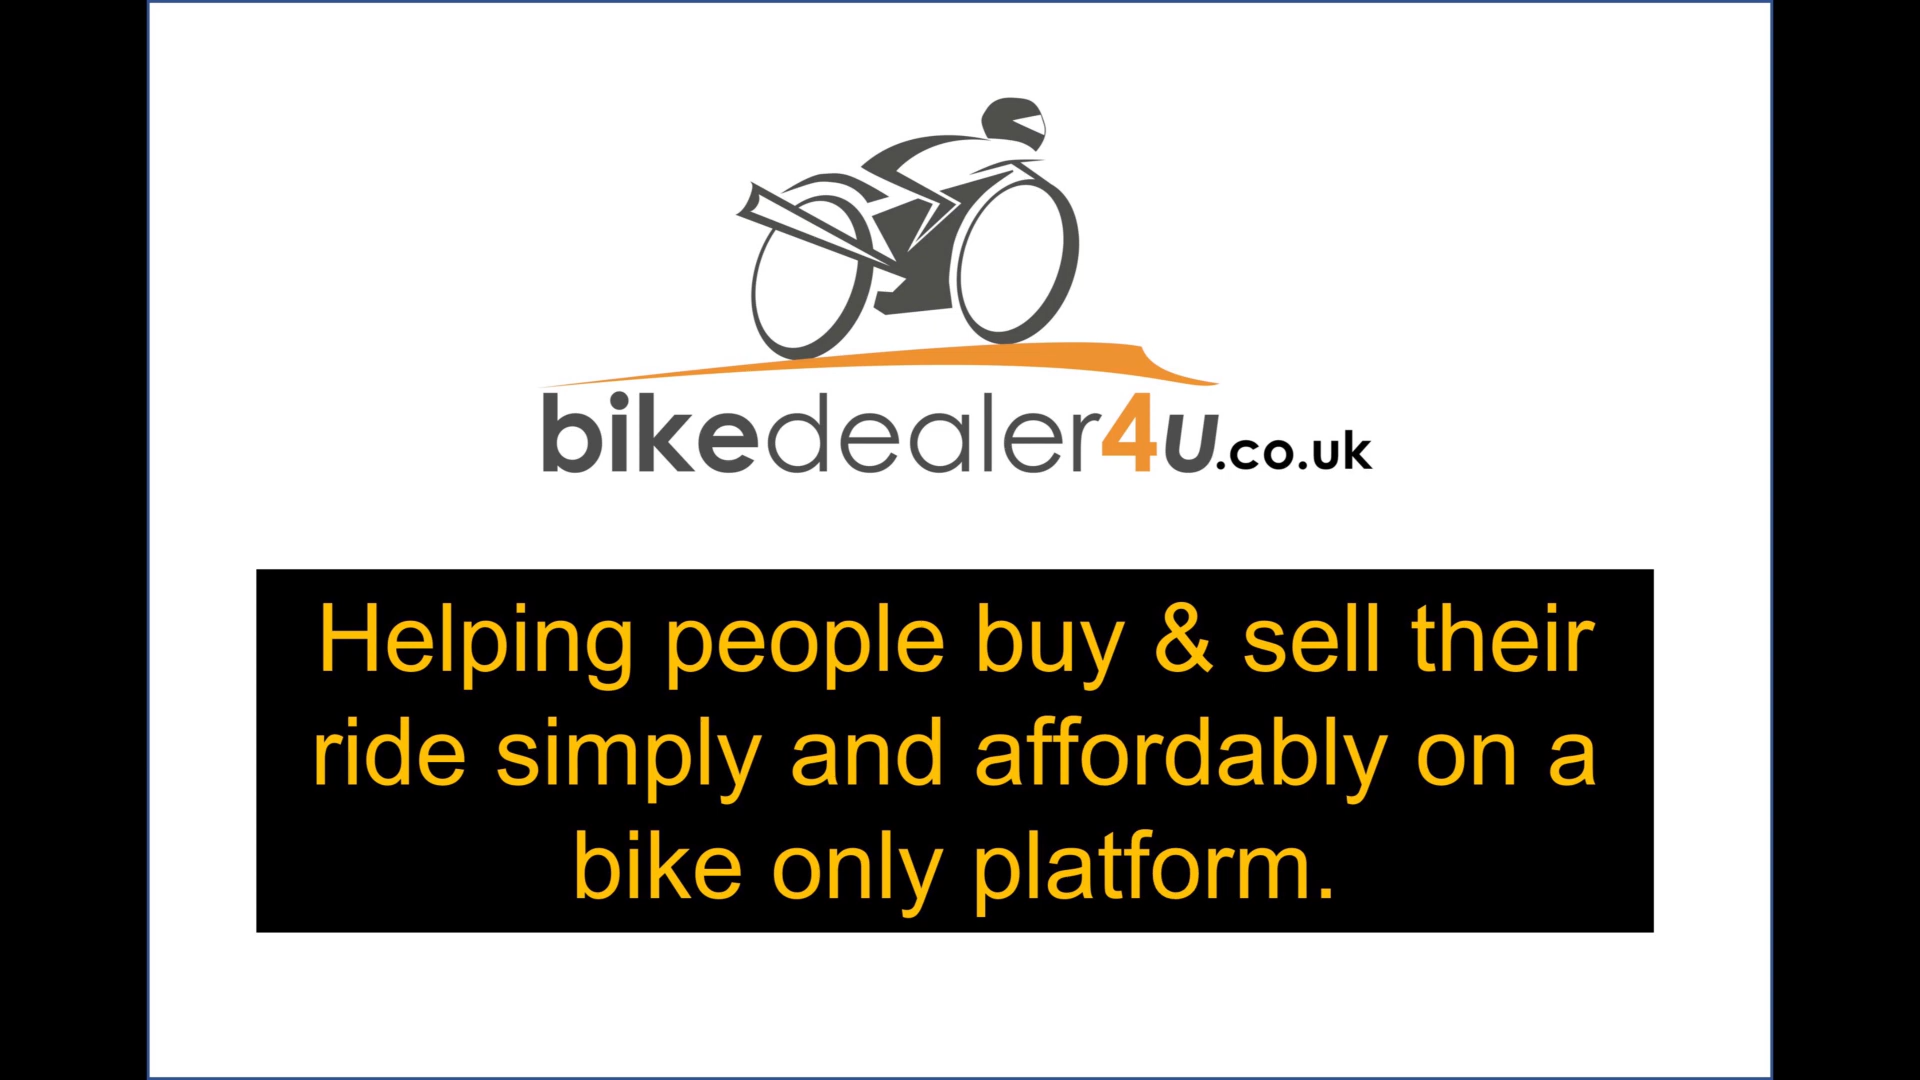 bikedealer4u.co.uk
Helping people buy & sell their
ride simply and affordably on a
bike only platform.